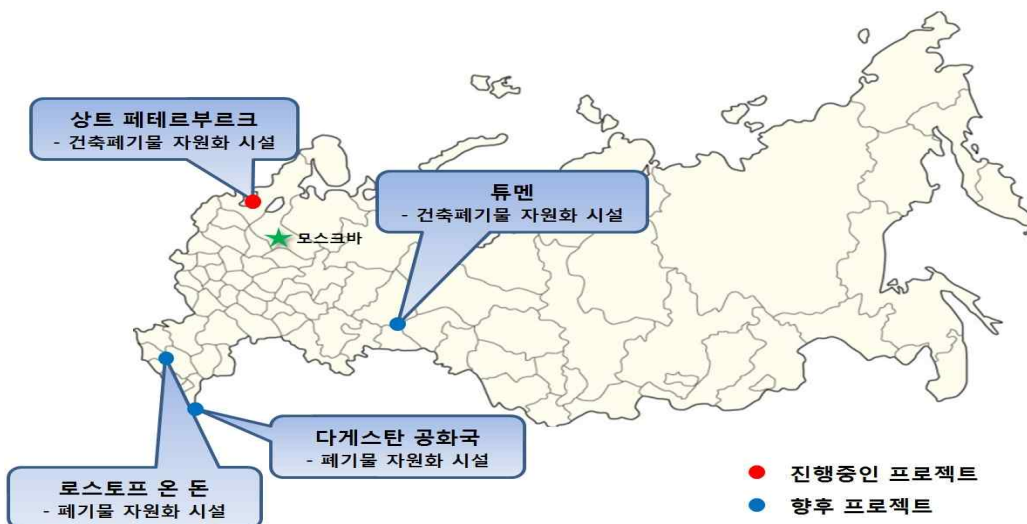 상트 페테르부르크
- 건축폐기물 자원화 시설
튜멘
- 건축폐기물 자원화 시설
모스크바
다게스탄 공화국
- 폐기물 자원화 시설
로스토프 온 돈
- 폐기물 자원화 시설
진행중인 프로젝트
향후 프로젝트